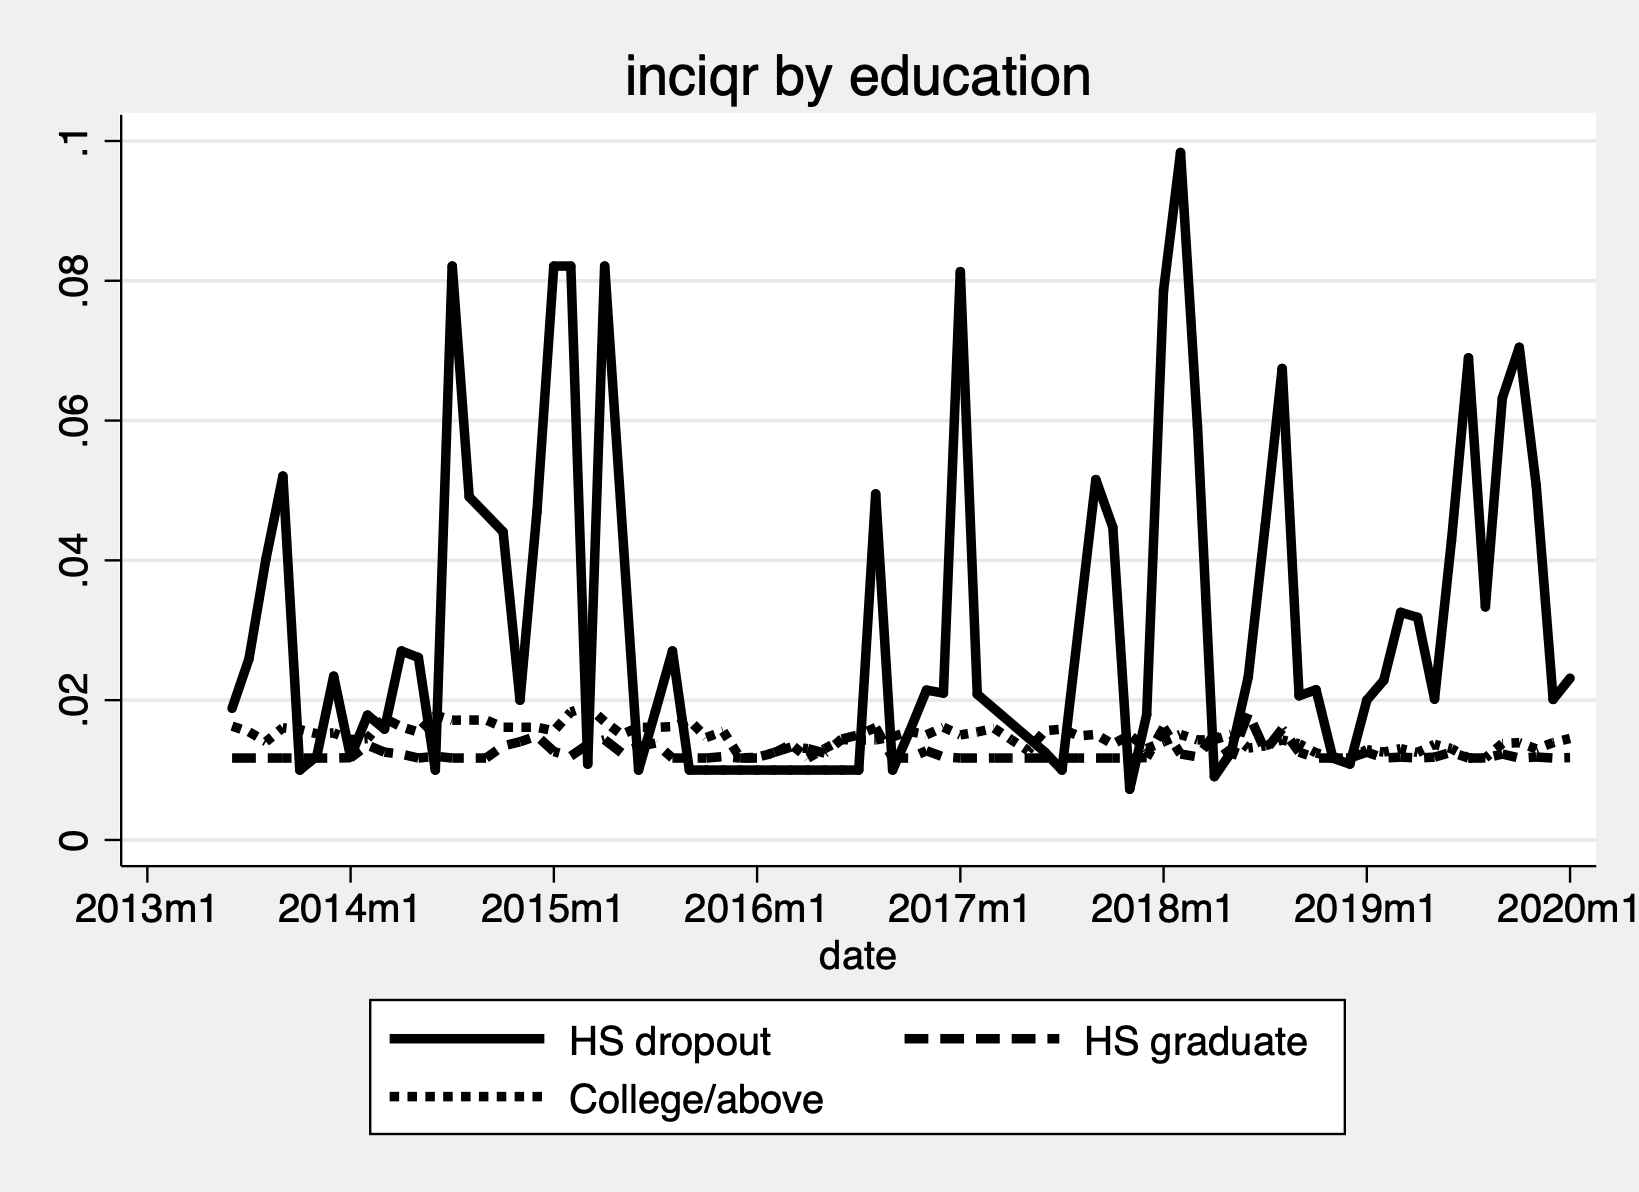 inciqr by education
.1
.08
.06
.04
.02
0
2013m1 2014m1 2015m1 2016m1 2017m1 2018m1 2019m1 2020m1
date
HS dropout HS graduate
College/above